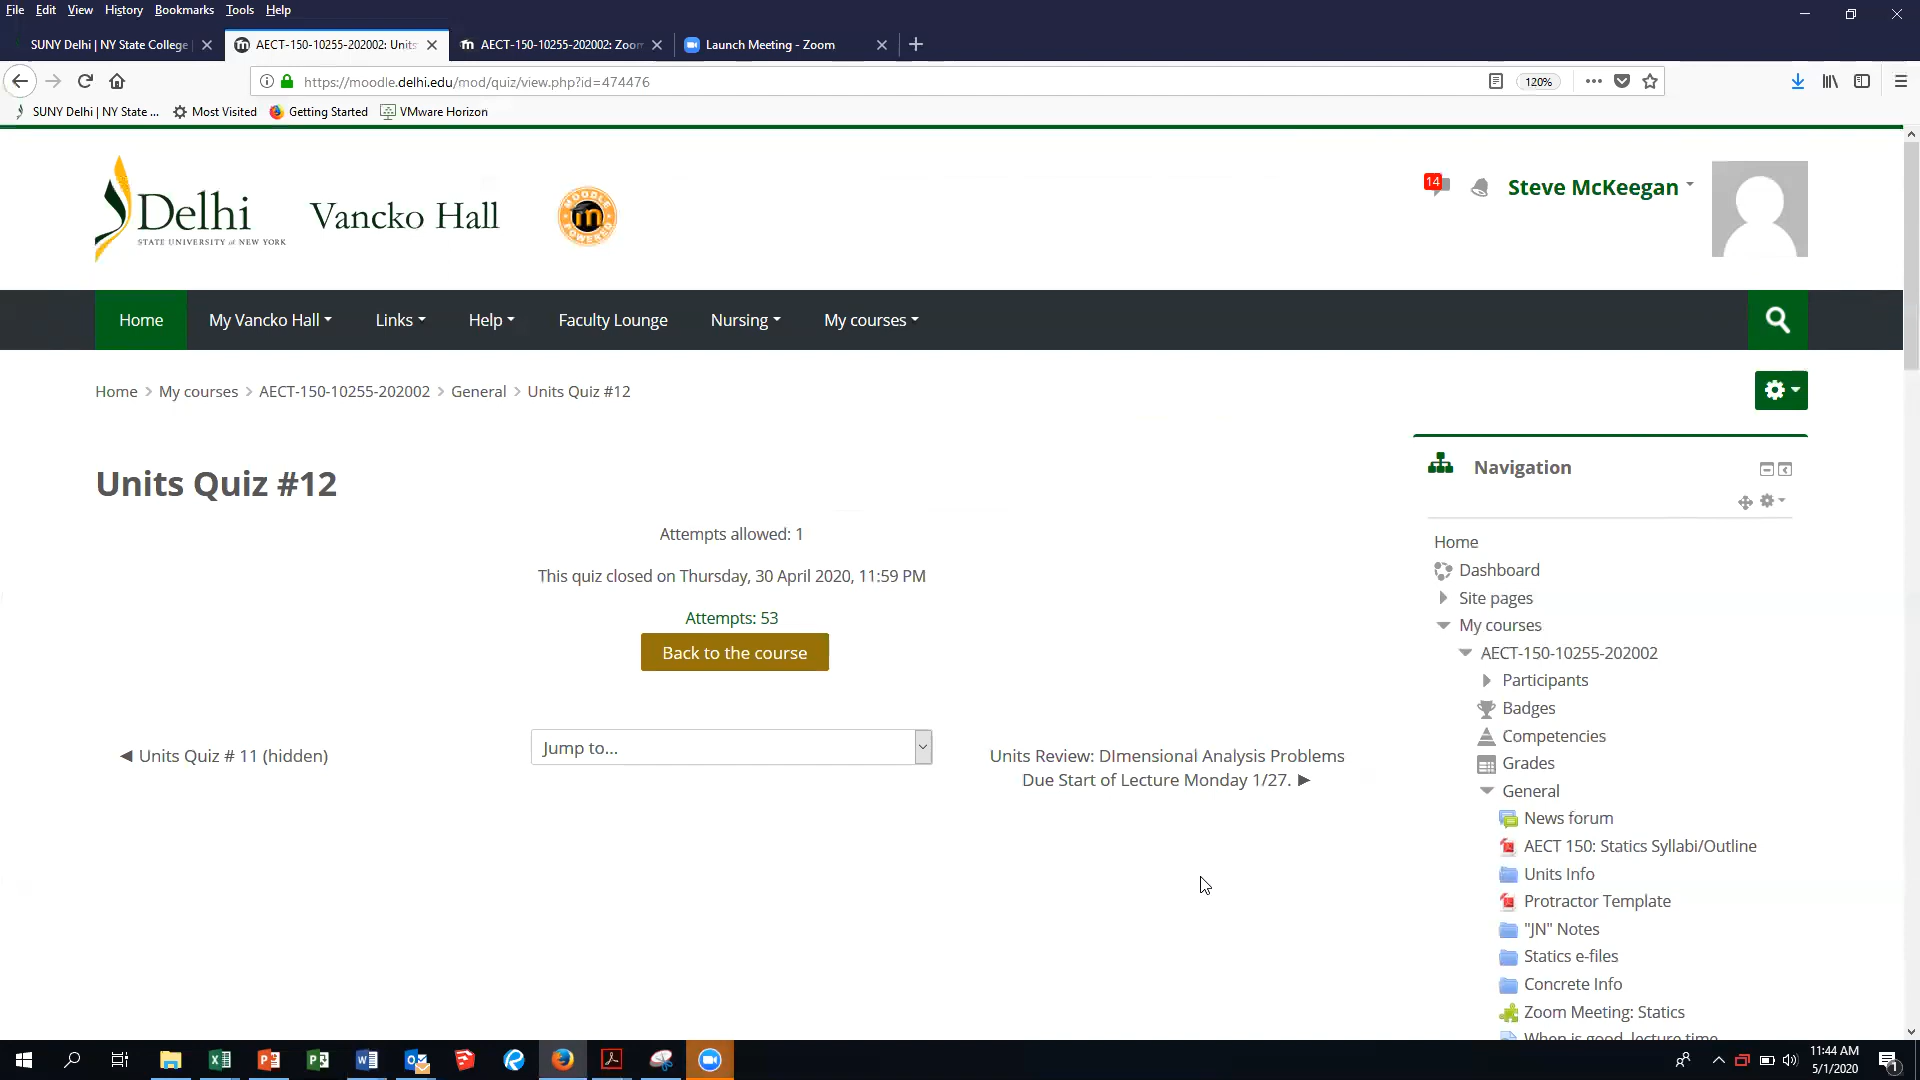 File Edit View History Bookmarks Tools Help
SUNY Delhi | NY State College
AECT-150-10255-202002: Units
AECT-150-10255-202002: Zoom
Launch Meeting - Zoom
https://moodle.delhi.edu/mod/quiz/view.php?id=474476
120%
SUNY Delhi | NY State ...
Most Visited
Getting Started
VMware Horizon
Delhi
STATE UNIVERSITY of NEW YORK
Vancko Hall
MOODLE
m
POWERED
14
Steve McKeegan
Home
My Vancko Hall
Links
Help
Faculty Lounge
Nursing
My courses
Home > My courses > AECT-150-10255-202002 > General > Units Quiz #12
Units Quiz #12
Attempts allowed: 1
This quiz closed on Thursday, 30 April 2020, 11:59 PM
Attempts: 53
Back to the course
◀ Units Quiz # 11 (hidden)
Jump to...
Units Review: DImensional Analysis Problems
Due Start of Lecture Monday 1/27. ▶
Navigation
Home
Dashboard
Site pages
My courses
AECT-150-10255-202002
Participants
Badges
Competencies
Grades
General
News forum
AECT 150: Statics Syllabi/Outline
Units Info
Protractor Template
"JN" Notes
Statics e-files
Concrete Info
Zoom Meeting: Statics
When is good lecture time
11:44 AM
5/1/2020
1